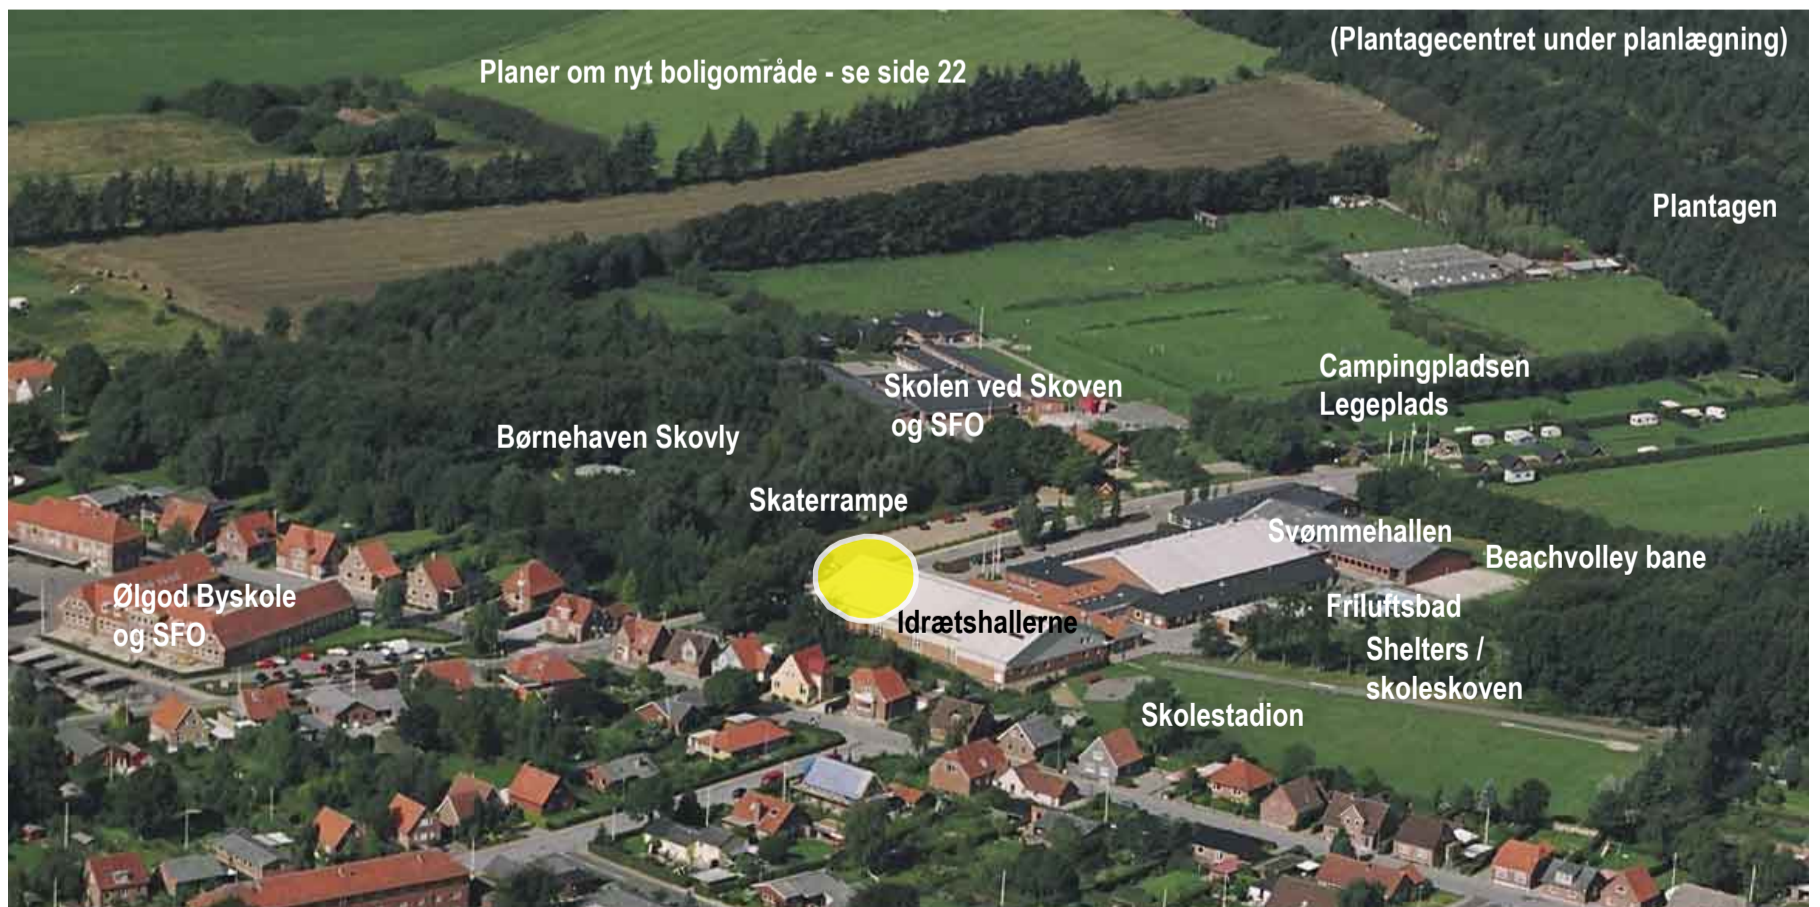 (Plantagecentret under planlægning)
Planer om nyt boligområde - se side 22
Plantagen
Campingpladsen
Legeplads
Skolen ved Skoven
og SFO
Børnehaven Skovly
Skaterrampe
Svømmehallen
Beachvolley bane
Ølgod Byskole
og SFO
Friluftsbad
Idrætshallerne
Shelters /
skoleskoven
Skolestadion